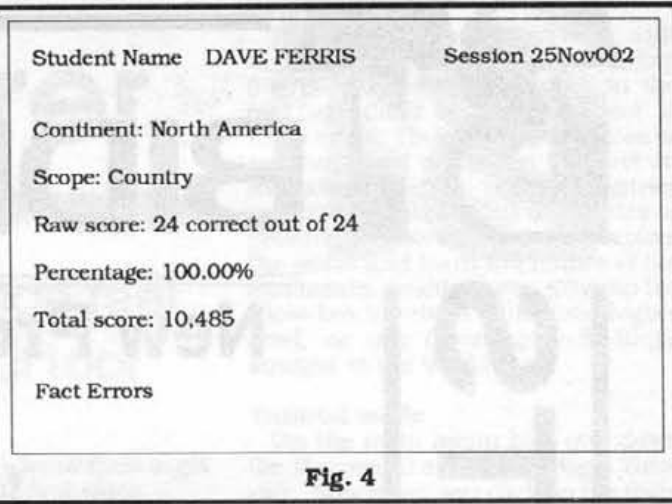 Student Name DAVE FERRIS Session 25Nov002
Continent: North America
Scope: Country
Raw score: 24 correct out of 24
Percentage: 100.00%
Total score: 10,485
Fact Errors
Fig. 4